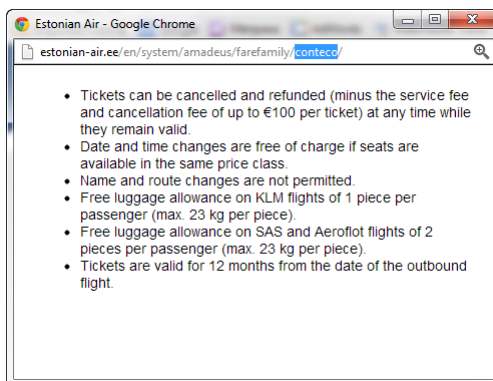 Estonian Air - Google Chrome
estonian-air.ee/en/system/amadeus/farefamily/conteco/
• Tickets can be cancelled and refunded (minus the service fee
and cancellation fee of up to €100 per ticket) at any time while
they remain valid.
• Date and time changes are free of charge if seats are
available in the same price class.
• Name and route changes are not permitted.
• Free luggage allowance on KLM flights of 1 piece per
passenger (max. 23 kg per piece).
• Free luggage allowance on SAS and Aeroflot flights of 2
pieces per passenger (max. 23 kg per piece).
• Tickets are valid for 12 months from the date of the outbound
flight.